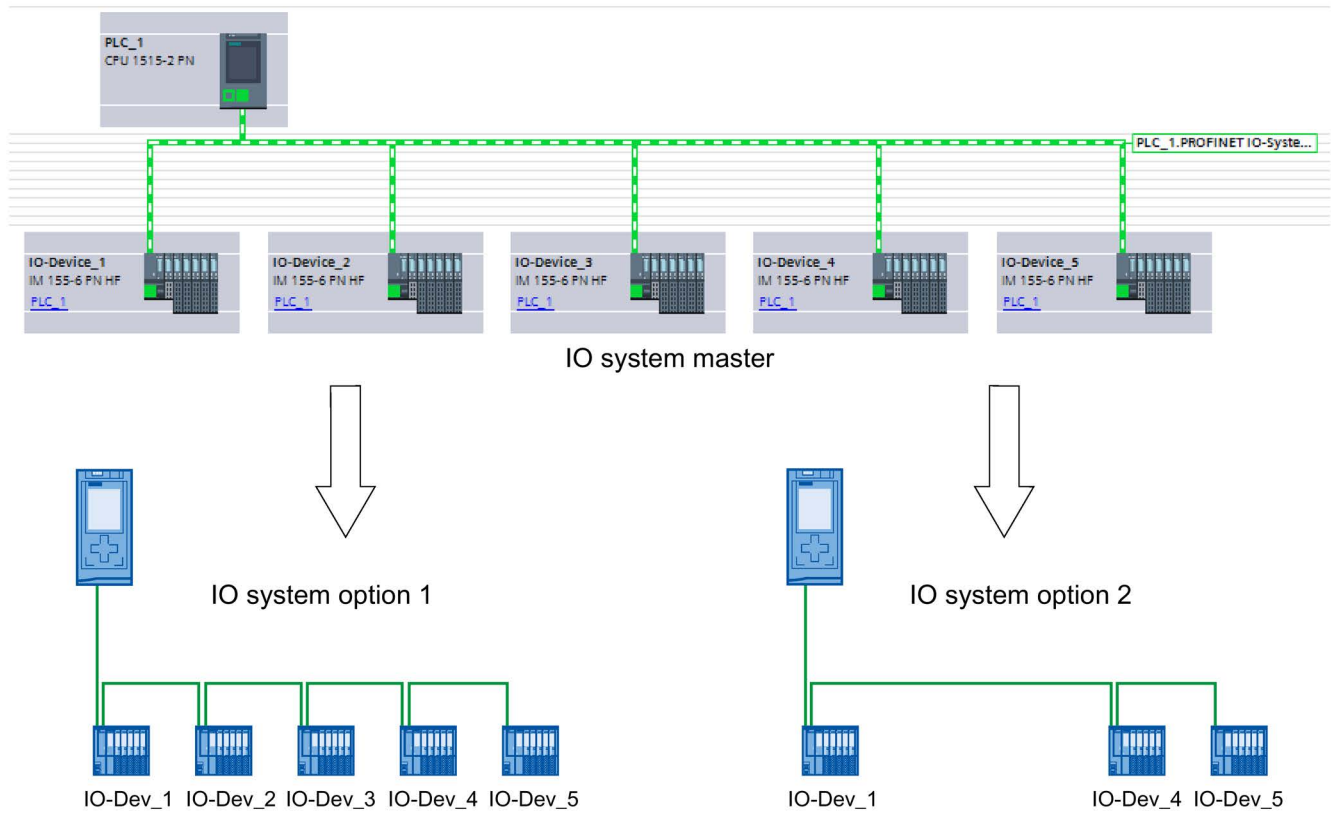 PLC_1
CPU 1515-2 PN
PLC_1.PROFINET IO-Syste...
IO-Device_1
IM 155-6 PN HF
PLC_1
IO-Device_2
IM 155-6 PN HF
PLC_1
IO-Device_3
IM 155-6 PN HF
PLC_1
IO-Device_4
IM 155-6 PN HF
PLC_1
IO-Device_5
IM 155-6 PN HF
PLC_1
IO system master
IO system option 1
IO system option 2
IO-Dev_1 IO-Dev_2 IO-Dev_3 IO-Dev_4 IO-Dev_5
IO-Dev_1 IO-Dev_4 IO-Dev_5